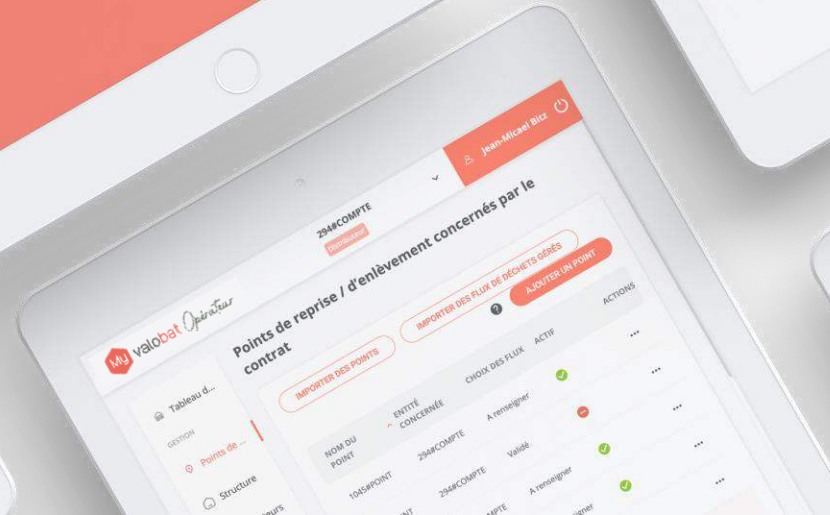 Jean-Micael Bitz
294#COMPTE
Distributeur
My valobat Opérateur
Points de reprise / d'enlèvement concernés par le
contrat
IMPORTER DES POINTS
IMPORTER DES FLUX DE DÉCHETS GÉRÉS
?
AJOUTER UN POINT
Tableau d...
GESTION
Points de ...
Structure
NOM DU
POINT
ENTITÉ
CONCERNÉE
CHOIX DES FLUX
ACTIF
ACTIONS
1045#POINT
294#COMPTE
A renseigner
...
294#COMPTE
Validé
...
A renseigner
...
...
...